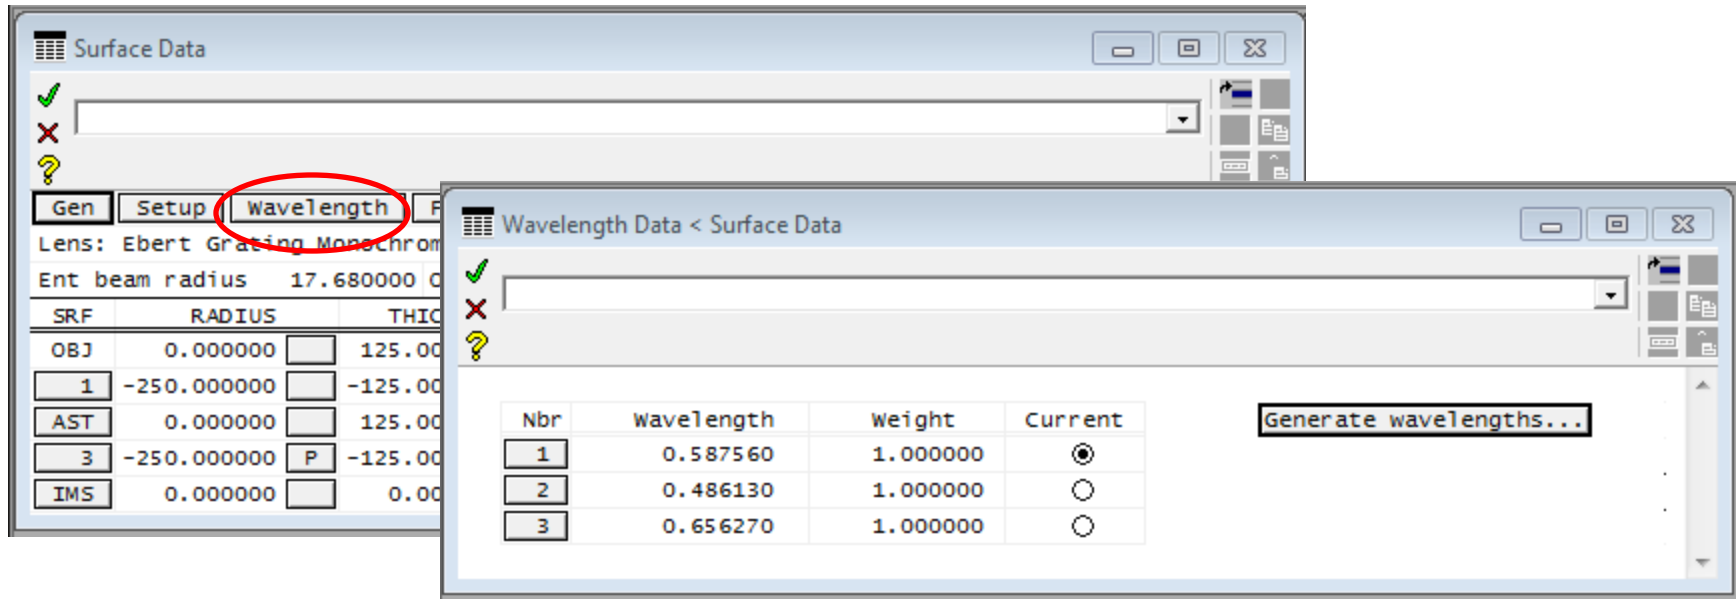 Surface Data
Gen Setup Wavelength
Lens: Ebert Grating Monochrom
Ent beam radius 17.680000
SRF RADIUS THIC
OBJ 0.000000 125.00
1 -250.000000 -125.00
AST 0.000000 125.00
3 -250.000000 P -125.00
IMS 0.000000 0.00
Wavelength Data < Surface Data
Nbr Wavelength Weight Current
1 0.587560 1.000000
2 0.486130 1.000000
3 0.656270 1.000000
Generate wavelengths...